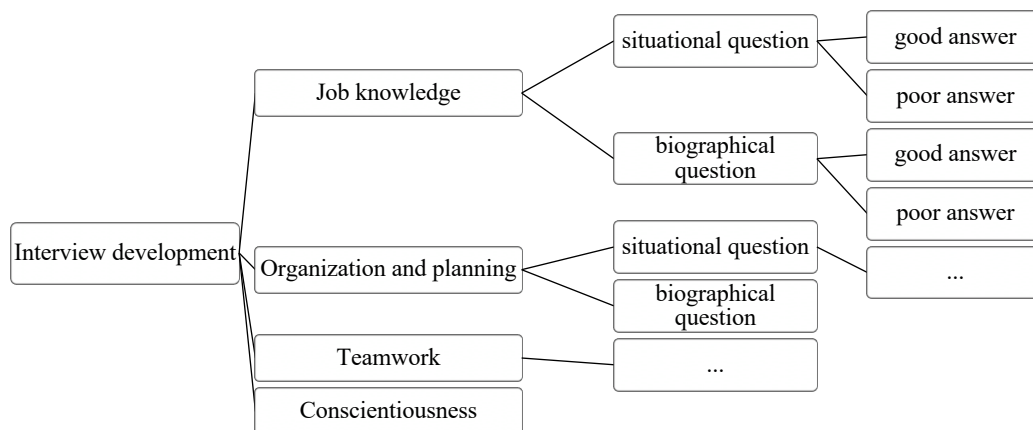 Interview development
Job knowledge
situational question
good answer
poor answer
biographical
question
good answer
poor answer
Organization and planning
situational question
...
biographical
question
Teamwork
...
Conscientiousness